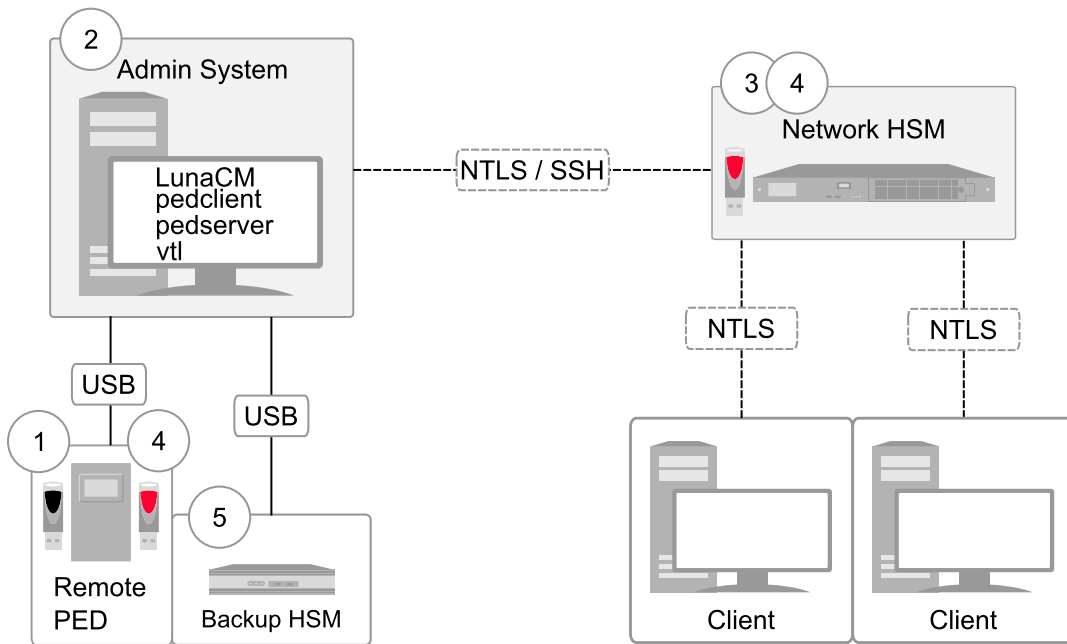 2
Admin System
LunaCM
pedclient
pedserver
vtl
NTLS / SSH
3 4
Network HSM
USB
USB
NTLS
NTLS
1
4
Remote
PED
5
Backup HSM
Client
Client